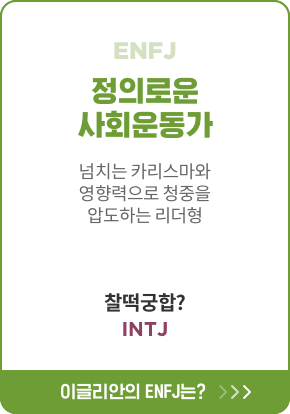 ENFJ
정의로운
사회운동가
넘치는 카리스마와
영향력으로 청중을
압도하는 리더형
찰떡궁합?
INTJ
이글리안의 ENFJ는? >>>